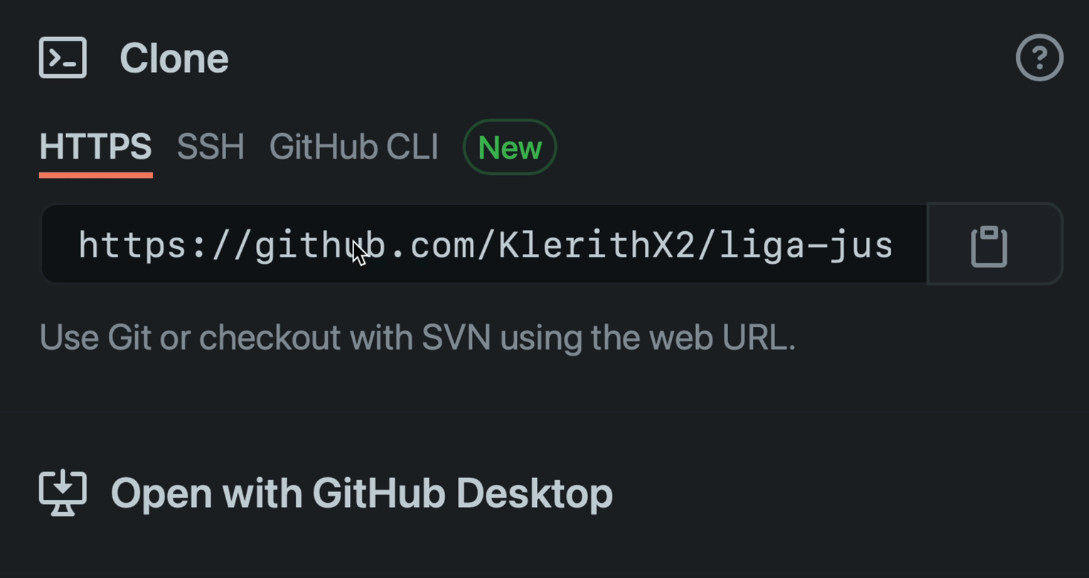 Clone
HTTPS SSH GitHub CLI New
https://github.com/KlerithX2/liga-jus
Use Git or checkout with SVN using the web URL.
Open with GitHub Desktop